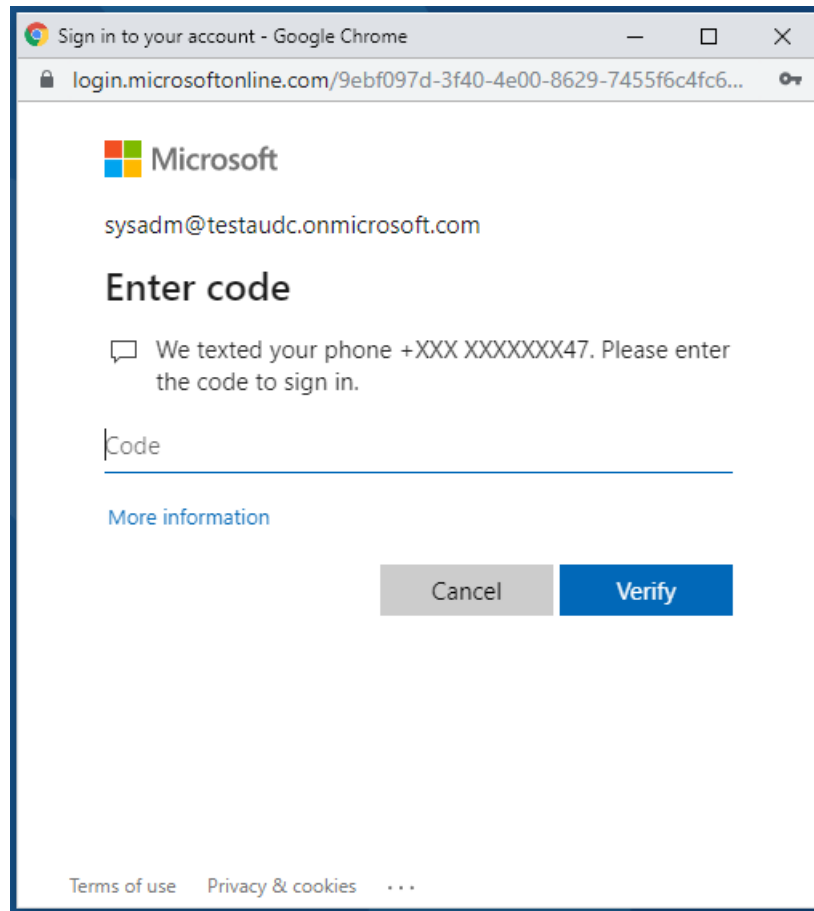 Sign in to your account - Google Chrome
login.microsoftonline.com/9ebf097d-3f40-4e00-8629-7455f6c4fc6...
Microsoft
sysadm@testaudc.onmicrosoft.com
Enter code
We texted your phone +XXX XXXXXXX47. Please enter
the code to sign in.
Code
More information
Cancel Verify
Terms of use Privacy & cookies ...